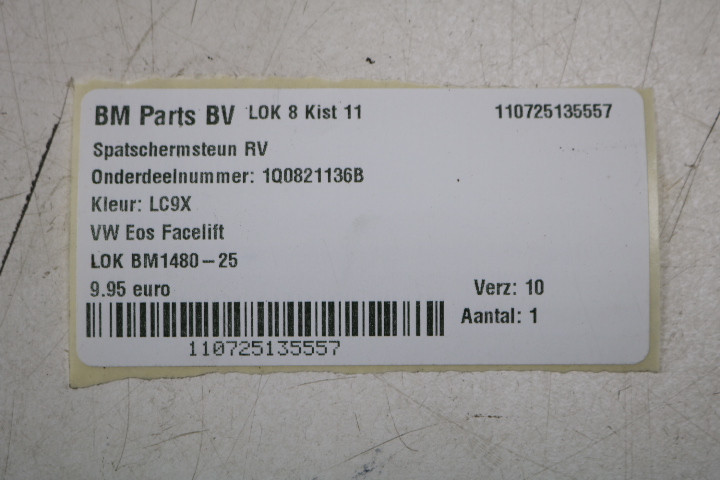 BM Parts BV LOK 8 Kist 11 110725135557
Spatschermsteun RV
Onderdeelnummer: 1Q0821136B
Kleur: LC9X
VW Eos Facelift
LOK BM1480-25
9.95 euro Verz: 10
Aantal: 1
110725135557